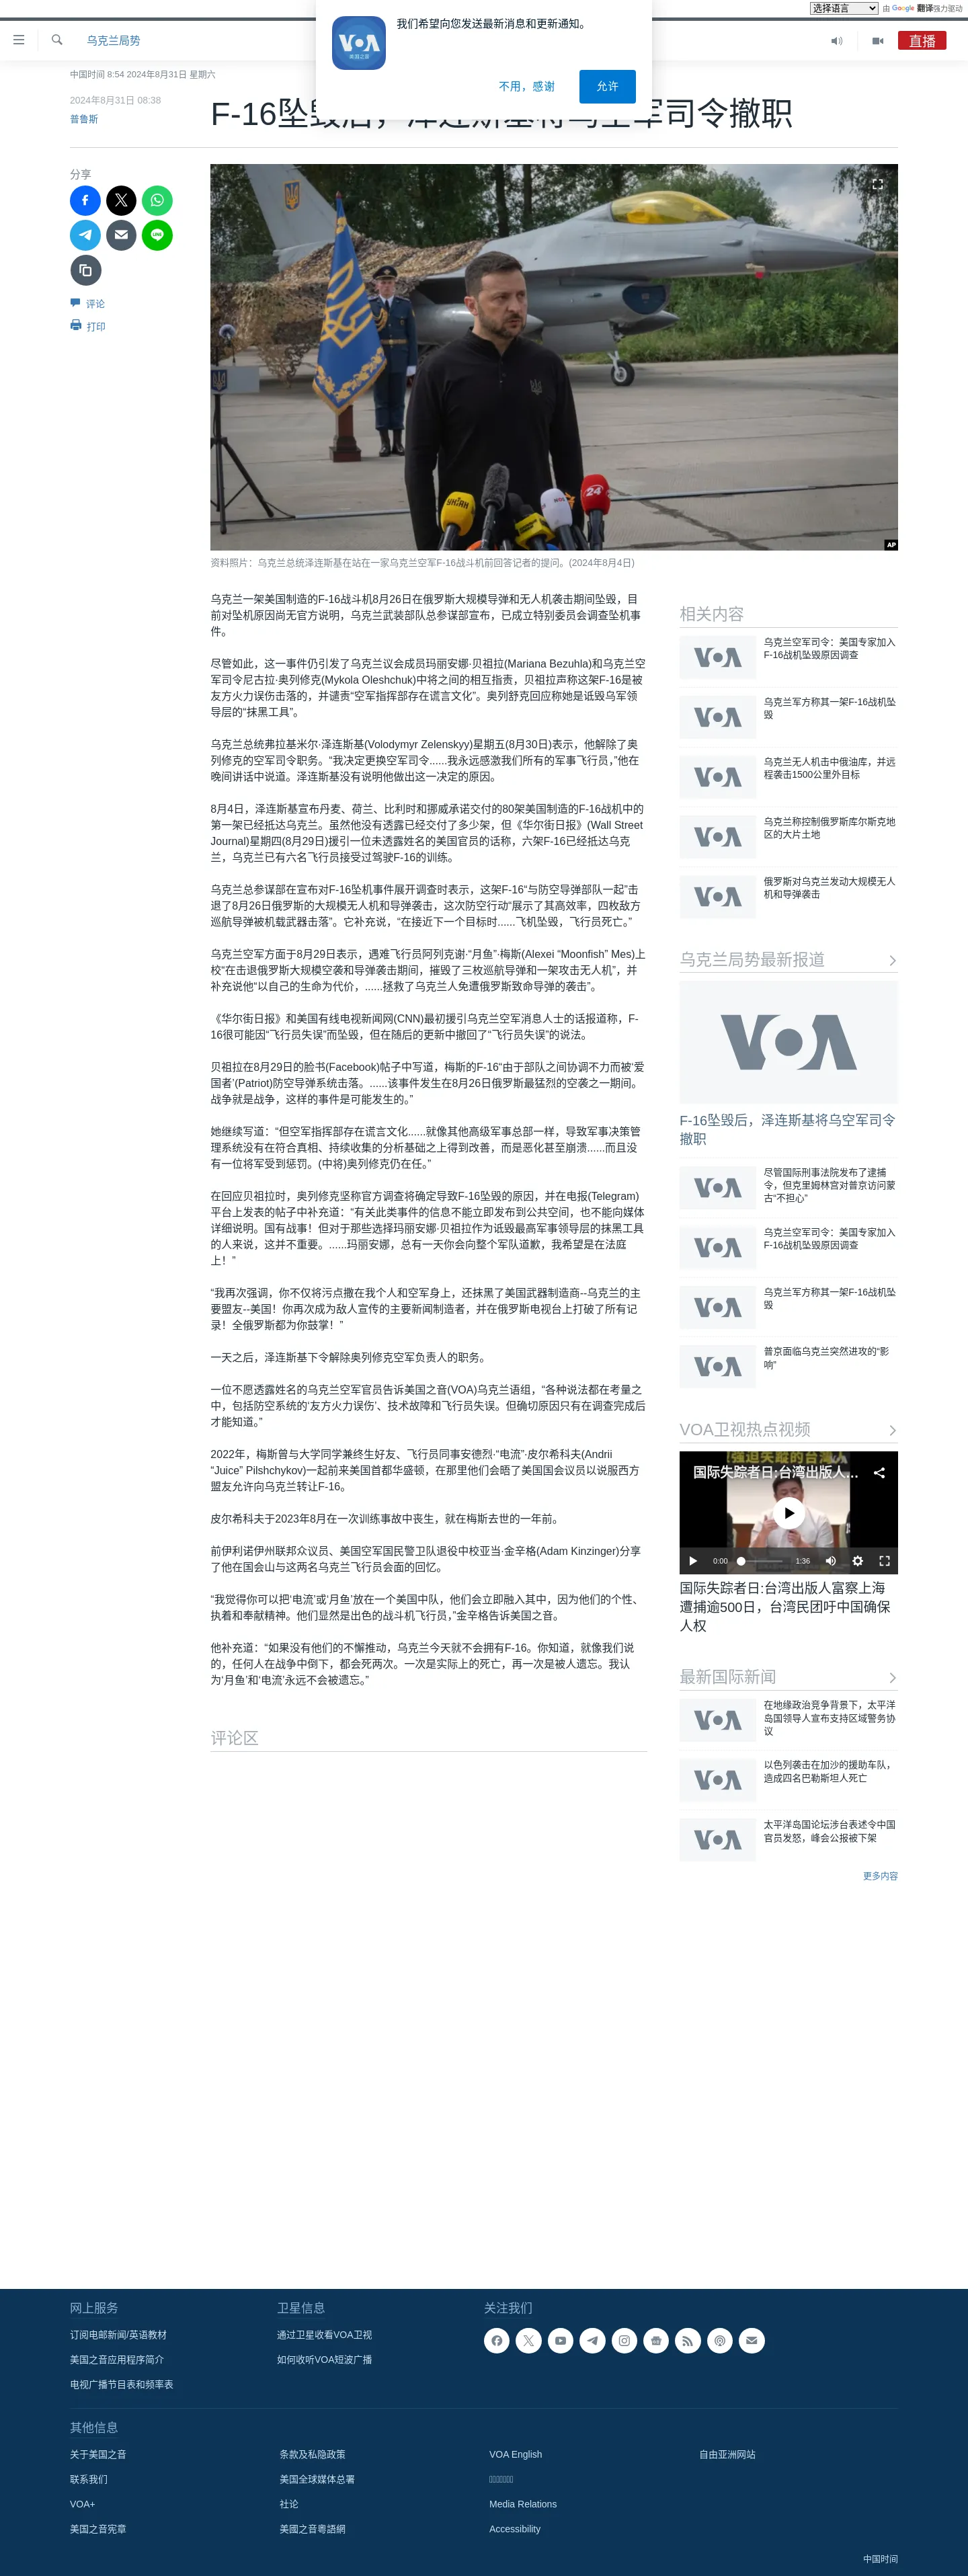 选择语言 由 Google 翻译强力驱动
我们希望向您发送最新消息和更新通知。
VOA
美国之音
不用，感谢
允许
乌克兰局势
直播
中国时间 8:54 2024年8月31日 星期六
2024年8月31日 08:38
普鲁斯
F-16坠毁后，泽连斯基将乌空军司令撤职
分享
评论
打印
24
AP
资料照片：乌克兰总统泽连斯基在站在一家乌克兰空军F-16战斗机前回答记者的提问。(2024年8月4日)
乌克兰一架美国制造的F-16战斗机8月26日在俄罗斯大规模导弹和无人机袭击期间坠毁，目
前对坠机原因尚无官方说明，乌克兰武装部队总参谋部宣布，已成立特别委员会调查坠机事
件。
尽管如此，这一事件仍引发了乌克兰议会成员玛丽安娜·贝祖拉(Mariana Bezuhla)和乌克兰空
军司令尼古拉·奥列修克(Mykola Oleshchuk)中将之间的相互指责，贝祖拉声称这架F-16是被
友方火力误伤击落的，并谴责“空军指挥部存在谎言文化”。奥列舒克回应称她是诋毁乌军领
导层的“抹黑工具”。
乌克兰总统弗拉基米尔·泽连斯基(Volodymyr Zelenskyy)星期五(8月30日)表示，他解除了奥
列修克的空军司令职务。“我决定更换空军司令......我永远感激我们所有的军事飞行员，”他在
晚间讲话中说道。泽连斯基没有说明他做出这一决定的原因。
8月4日，泽连斯基宣布丹麦、荷兰、比利时和挪威承诺交付的80架美国制造的F-16战机中的
第一架已经抵达乌克兰。虽然他没有透露已经交付了多少架，但《华尔街日报》(Wall Street
Journal)星期四(8月29日)援引一位未透露姓名的美国官员的话称，六架F-16已经抵达乌克
兰，乌克兰已有六名飞行员接受过驾驶F-16的训练。
乌克兰总参谋部在宣布对F-16坠机事件展开调查时表示，这架F-16“与防空导弹部队一起”击
退了8月26日俄罗斯的大规模无人机和导弹袭击，这次防空行动“展示了其高效率，四枚敌方
巡航导弹被机载武器击落”。它补充说，“在接近下一个目标时......飞机坠毁，飞行员死亡。”
乌克兰空军方面于8月29日表示，遇难飞行员阿列克谢·“月鱼”·梅斯(Alexei “Moonfish” Mes)上
校“在击退俄罗斯大规模空袭和导弹袭击期间，摧毁了三枚巡航导弹和一架攻击无人机”，并
补充说他“以自己的生命为代价，......拯救了乌克兰人免遭俄罗斯致命导弹的袭击”。
《华尔街日报》和美国有线电视新闻网(CNN)最初援引乌克兰空军消息人士的话报道称，F-
16很可能因“飞行员失误”而坠毁，但在随后的更新中撤回了“飞行员失误”的说法。
贝祖拉在8月29日的脸书(Facebook)帖子中写道，梅斯的F-16“由于部队之间协调不力而被‘爱
国者’(Patriot)防空导弹系统击落。......该事件发生在8月26日俄罗斯最猛烈的空袭之一期间。
战争就是战争，这样的事件是可能发生的。”
她继续写道：“但空军指挥部存在谎言文化......就像其他高级军事总部一样，导致军事决策管
理系统没有在符合真相、持续收集的分析基础之上得到改善，而是恶化甚至崩溃......而且没
有一位将军受到惩罚。(中将)奥列修克仍在任。”
在回应贝祖拉时，奥列修克坚称官方调查将确定导致F-16坠毁的原因，并在电报(Telegram)
平台上发表的帖子中补充道：“有关此类事件的信息不能立即发布到公共空间，也不能向媒体
详细说明。国有战事！但对于那些选择玛丽安娜·贝祖拉作为诋毁最高军事领导层的抹黑工具
的人来说，这并不重要。......玛丽安娜，总有一天你会向整个军队道歉，我希望是在法庭
上！”
“我再次强调，你不仅将污点撒在我个人和空军身上，还抹黑了美国武器制造商--乌克兰的主
要盟友--美国！你再次成为敌人宣传的主要新闻制造者，并在俄罗斯电视台上打破了所有记
录！全俄罗斯都为你鼓掌！”
一天之后，泽连斯基下令解除奥列修克空军负责人的职务。
一位不愿透露姓名的乌克兰空军官员告诉美国之音(VOA)乌克兰语组，“各种说法都在考量之
中，包括防空系统的‘友方火力误伤’、技术故障和飞行员失误。但确切原因只有在调查完成后
才能知道。”
2022年，梅斯曾与大学同学兼终生好友、飞行员同事安德烈·“电流”·皮尔希科夫(Andrii
“Juice” Pilshchykov)一起前来美国首都华盛顿，在那里他们会晤了美国国会议员以说服西方
盟友允许向乌克兰转让F-16。
皮尔希科夫于2023年8月在一次训练事故中丧生，就在梅斯去世的一年前。
前伊利诺伊州联邦众议员、美国空军国民警卫队退役中校亚当·金辛格(Adam Kinzinger)分享
了他在国会山与这两名乌克兰飞行员会面的回忆。
“我觉得你可以把‘电流’或‘月鱼’放在一个美国中队，他们会立即融入其中，因为他们的个性、
执着和奉献精神。他们显然是出色的战斗机飞行员，”金辛格告诉美国之音。
他补充道：“如果没有他们的不懈推动，乌克兰今天就不会拥有F-16。你知道，就像我们说
的，任何人在战争中倒下，都会死两次。一次是实际上的死亡，再一次是被人遗忘。我认
为‘月鱼’和‘电流’永远不会被遗忘。”
评论区
相关内容
VOA
乌克兰空军司令：美国专家加入
F-16战机坠毁原因调查
VOA
乌克兰军方称其一架F-16战机坠
毁
VOA
乌克兰无人机击中俄油库，并远
程袭击1500公里外目标
VOA
乌克兰称控制俄罗斯库尔斯克地
区的大片土地
VOA
俄罗斯对乌克兰发动大规模无人
机和导弹袭击
乌克兰局势最新报道
VOA
F-16坠毁后，泽连斯基将乌空军司令
撤职
VOA
尽管国际刑事法院发布了逮捕
令，但克里姆林宫对普京访问蒙
古“不担心”
VOA
乌克兰空军司令：美国专家加入
F-16战机坠毁原因调查
VOA
乌克兰军方称其一架F-16战机坠
毁
VOA
普京面临乌克兰突然进攻的“影
响”
VOA卫视热点视频
国际失踪者日:台湾出版人...
0:00
1:36
国际失踪者日:台湾出版人富察上海
遭捕逾500日，台湾民团吁中国确保
人权
最新国际新闻
VOA
在地缘政治竞争背景下，太平洋
岛国领导人宣布支持区域警务协
议
VOA
以色列袭击在加沙的援助车队，
造成四名巴勒斯坦人死亡
VOA
太平洋岛国论坛涉台表述令中国
官员发怒，峰会公报被下架
更多内容
网上服务
订阅电邮新闻/英语教材
美国之音应用程序简介
电视广播节目表和频率表
卫星信息
通过卫星收看VOA卫视
如何收听VOA短波广播
关注我们
其他信息
关于美国之音
联系我们
VOA+
美国之音宪章
条款及私隐政策
美国全球媒体总署
社论
美國之音粵語網
VOA English
Media Relations
Accessibility
自由亚洲网站
中国时间